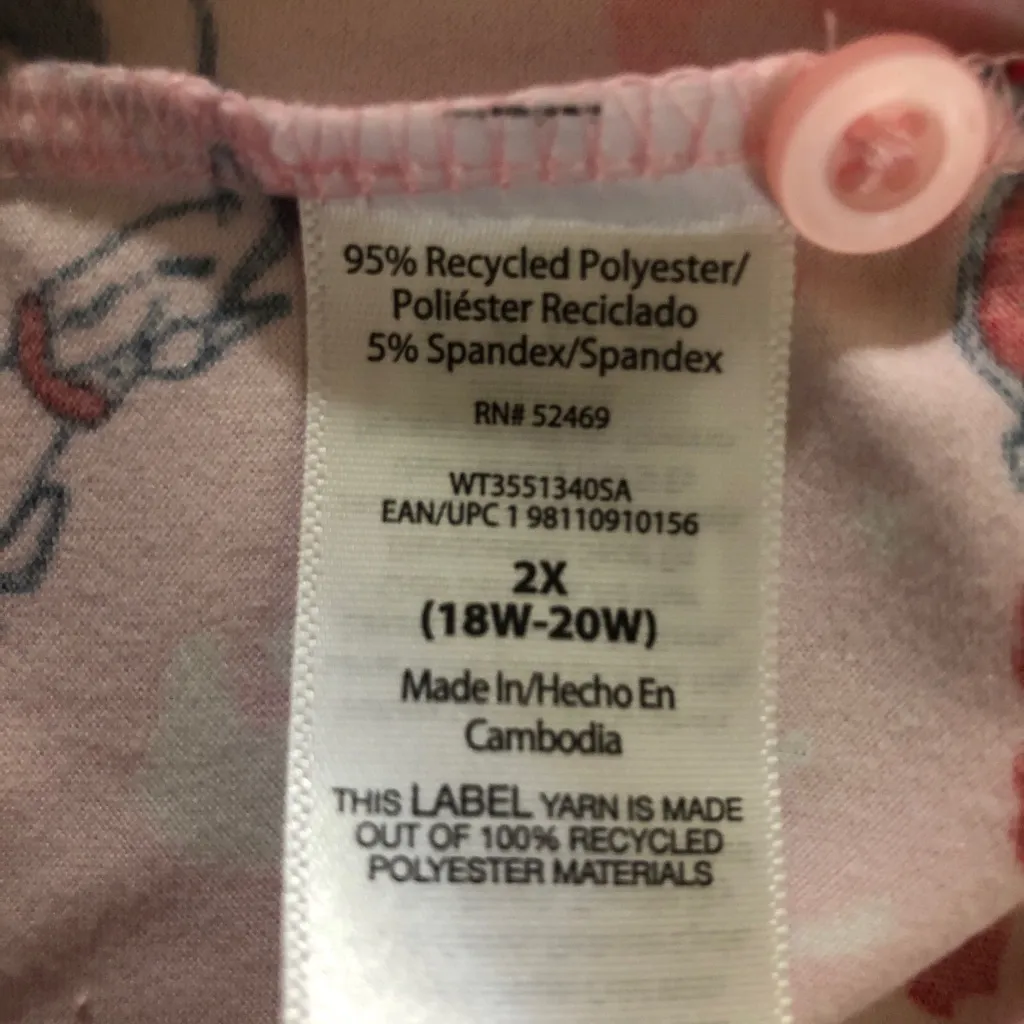 95% Recycled Polyester/
Poliéster Reciclado
5% Spandex/Spandex
RN# 52469
WT3551340SA
EAN/UPC 1 98110910156
2X
(18W-20W)
Made In/Hecho En
Cambodia
THIS LABEL YARN IS MADE
OUT OF 100% RECYCLED
POLYESTER MATERIALS